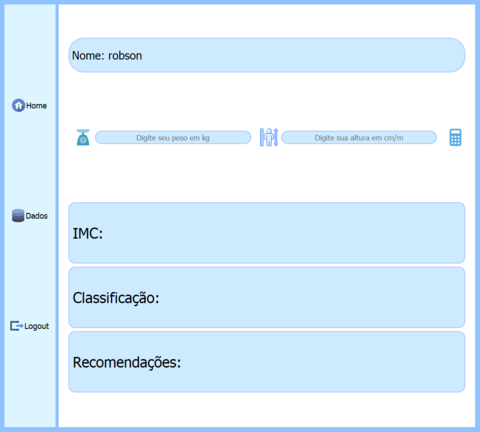 Nome: robson
Home
Digite seu peso em kg
Digite sua altura em cm/m
Dados
IMC:
Classificação:
Logout
Recomendações: